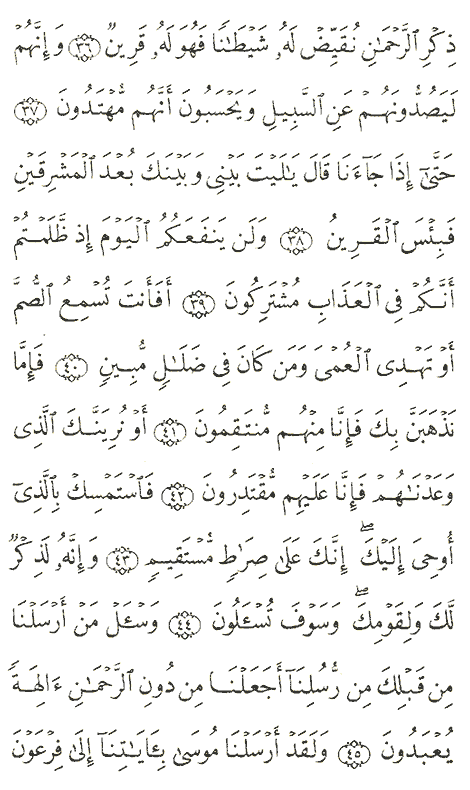 ذِكْرِ ٱلرَّحْمَٰنِ نُقَيِّضْ لَهُۥ شَيْطَٰنًا فَهُوَ لَهُۥ قَرِينٌ ٣٦ وَإِنَّهُمْ
لَيَصُدُّونَهُمْ عَنِ ٱلسَّبِيلِ وَيَحْسَبُونَ أَنَّهُم مُّهْتَدُونَ ٣٧
حَتَّىٰٓ إِذَا جَآءَنَا قَالَ يَٰلَيْتَ بَيْنِى وَبَيْنَكَ بُعْدَ ٱلْمَشْرِقَيْنِ
فَبِئْسَ ٱلْقَرِينُ ٣٨ وَلَن يَنفَعَكُمُ ٱلْيَوْمَ إِذ ظَّلَمْتُمْ
أَنَّكُمْ فِى ٱلْعَذَابِ مُشْتَرِكُونَ ٣٩ أَفَأَنتَ تُسْمِعُ ٱلصُّمَّ
أَوْ تَهْدِى ٱلْعُمْىَ وَمَن كَانَ فِى ضَلَٰلٍ مُّبِينٍ ٤٠ فَإِمَّا
نَذْهَبَنَّ بِكَ فَإِنَّا مِنْهُم مُّنتَقِمُونَ ٤١ أَوْ نُرِيَنَّكَ ٱلَّذِى
وَعَدْنَٰهُمْ فَإِنَّا عَلَيْهِم مُّقْتَدِرُونَ ٤٢ فَٱسْتَمْسِكْ بِٱلَّذِىٓ
أُوحِىَ إِلَيْكَ ۖ إِنَّكَ عَلَىٰ صِرَٰطٍ مُّسْتَقِيمٍ ٤٣ وَإِنَّهُۥ لَذِكْرٌ
لَّكَ وَلِقَوْمِكَ ۖ وَسَوْفَ تُسْـَٔلُونَ ٤٤ وَسْـَٔلْ مَنْ أَرْسَلْنَا
مِن قَبْلِكَ مِن رُّسُلِنَآ أَجَعَلْنَا مِن دُونِ ٱلرَّحْمَٰنِ ءَالِهَةً
يُعْبَدُونَ ٤٥ وَلَقَدْ أَرْسَلْنَا مُوسَىٰ بِـَٔايَٰتِنَآ إِلَىٰ فِرْعَوْنَ